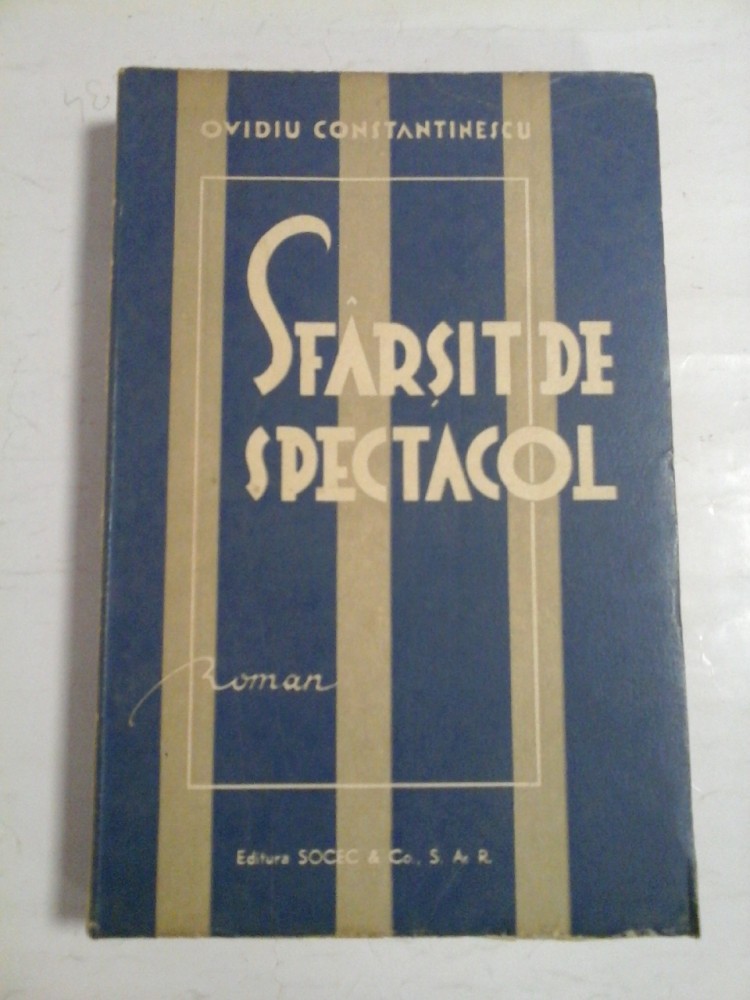 OVIDIU CONSTANTINESCU
SFÂRȘIT DE
SPECTACOL
Roman
Editura SOCEC & Co., S. A. R.